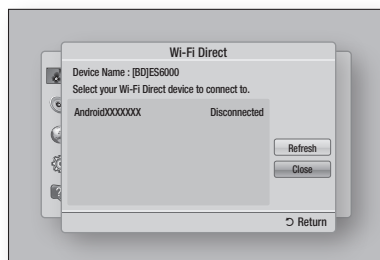 Wi-Fi Direct
Device Name : [BD]ES6000
Select your Wi-Fi Direct device to connect to.
AndroidXXXXXXX Disconnected
Refresh
Close
Return